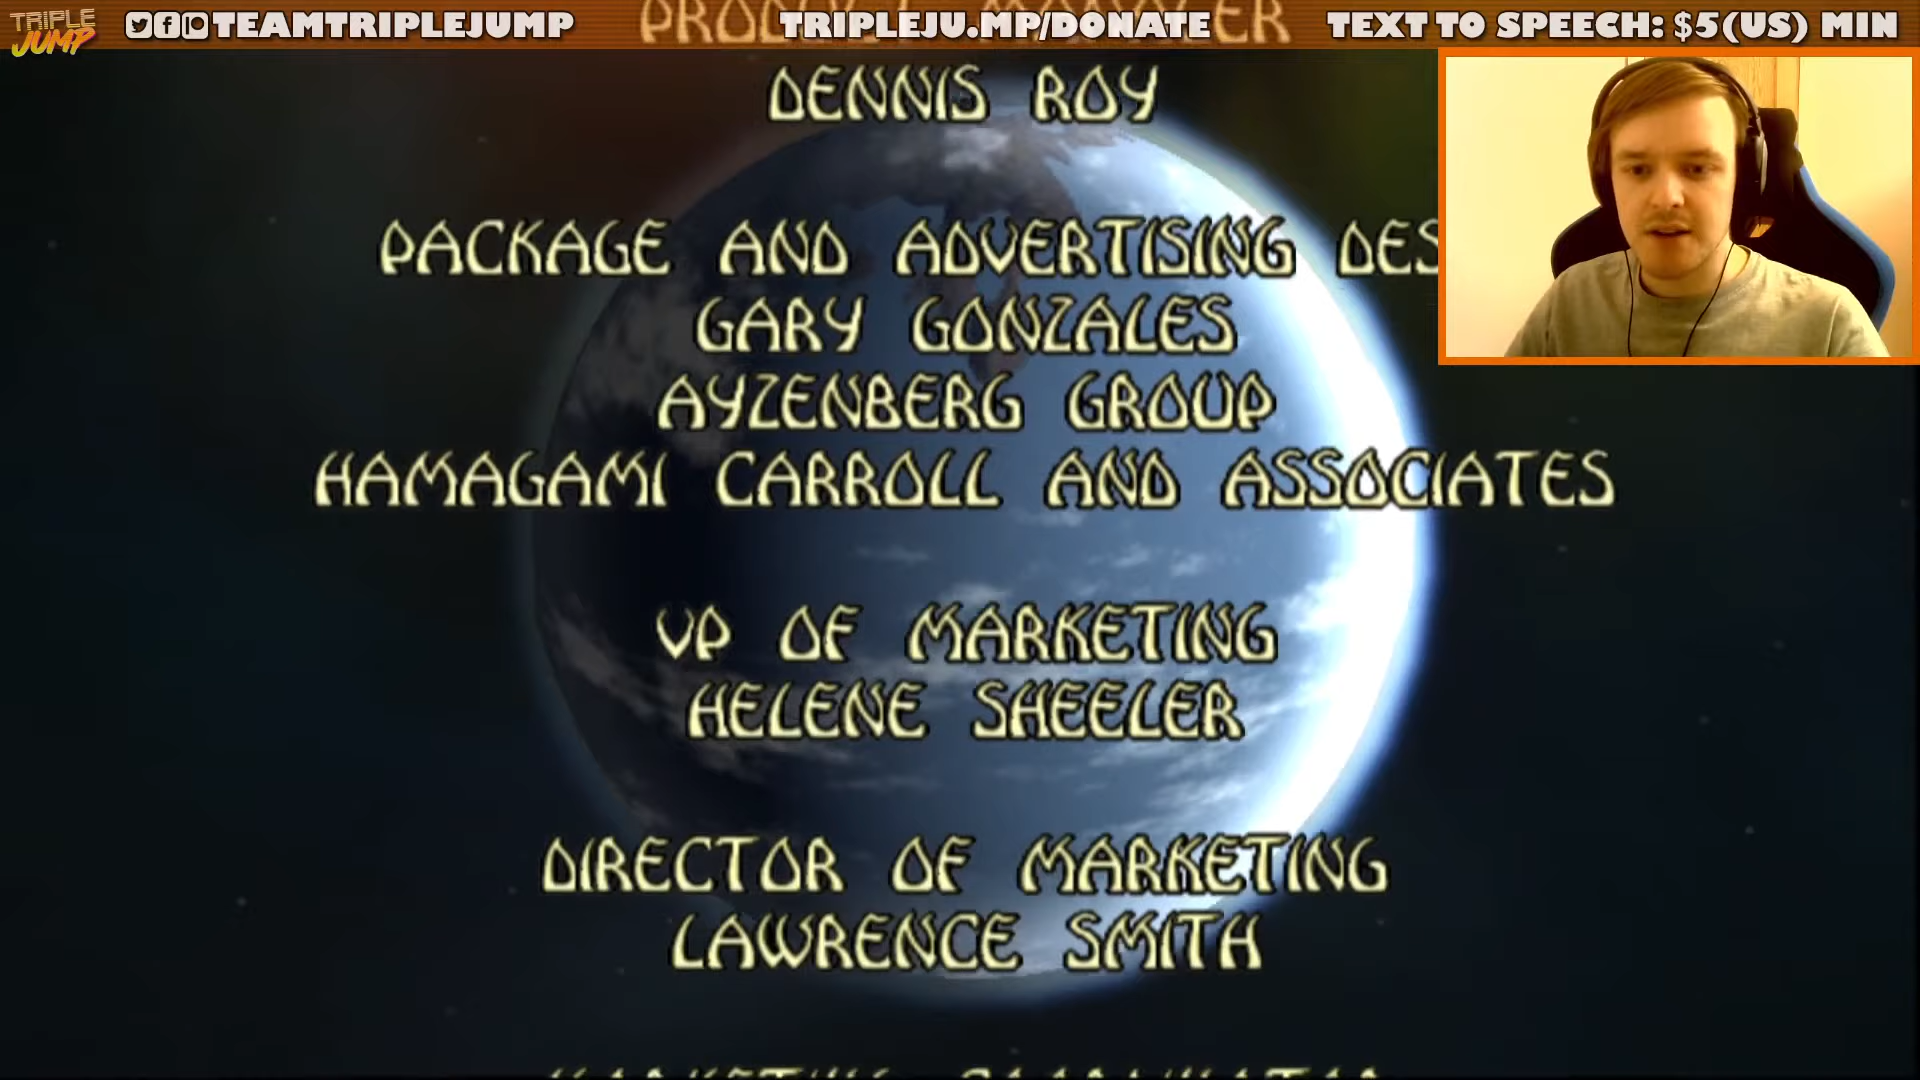 TRIPLE JUMP
TEAMTRIPLEJUMP
TRIPLEJU.MP/DONATE
TEXT TO SPEECH: $5(US) MIN
DENNIS ROY
PACKAGE AND ADVERTISING DES
GARY GONZALES
AYZENBERG GROUP
HAMAGAMI CARROLL AND ASSOCIATES
VP OF MARKETING
HELENE SHEELER
DIRECTOR OF MARKETING
LAWRENCE SMITH